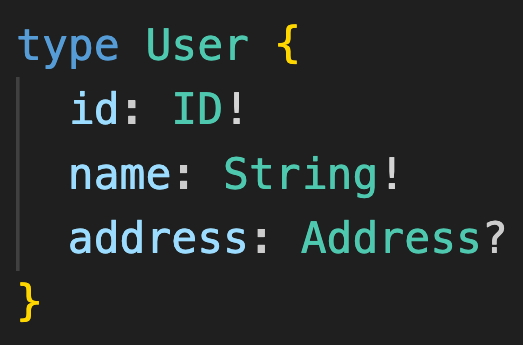 type User {
  id: ID!
  name: String!
  address: Address?
}